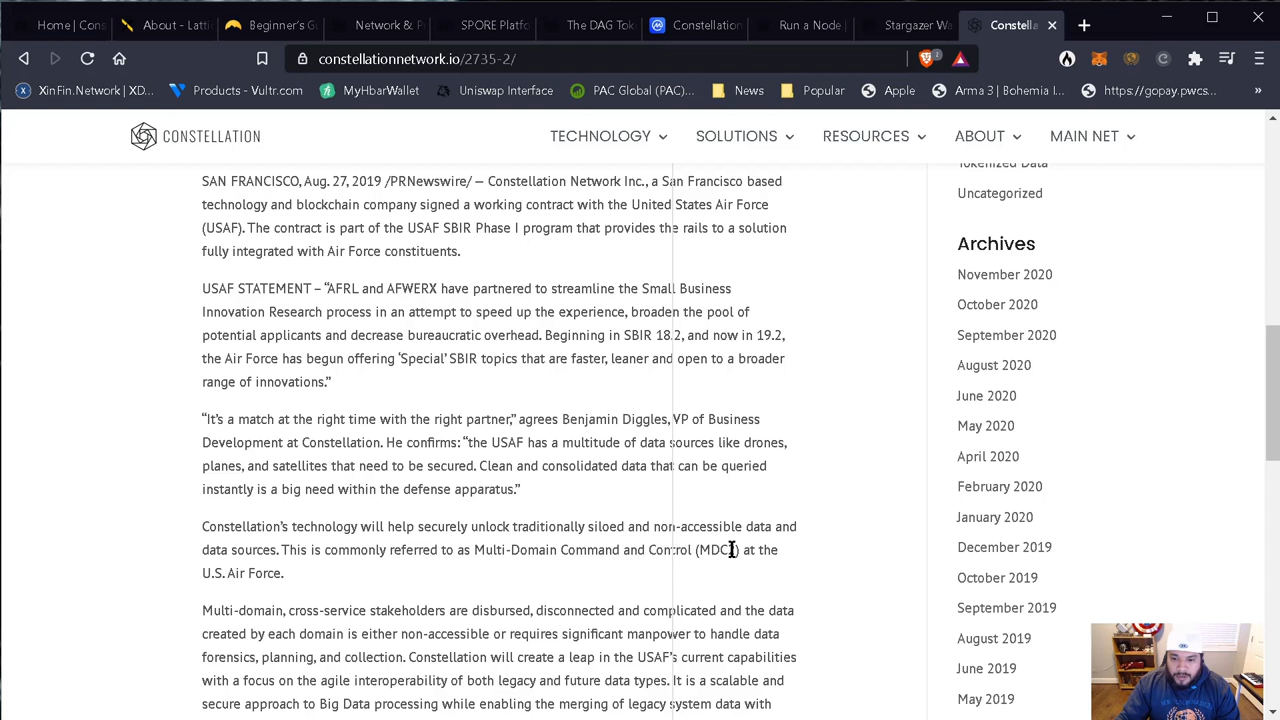 Home | Cons
About - Latti
Beginner's Gu
Network & P
SPORE Platfo
The DAG Tok
Constellation
Run a Node
Stargazer Wa
Constella
constellationnetwork.io/2735-2/
2
XinFin.Network | XD...
Products - Vultr.com
MyHbarWallet
Uniswap Interface
PAC Global (PAC)...
News
Popular
Apple
Arma 3 | Bohemia I...
https://gopay.pwcs...
»
CONSTELLATION
TECHNOLOGY
SOLUTIONS
RESOURCES
ABOUT
MAIN NET
SAN FRANCISCO, Aug. 27, 2019 /PRNewswire/ — Constellation Network Inc., a San Francisco based
technology and blockchain company signed a working contract with the United States Air Force
(USAF). The contract is part of the USAF SBIR Phase I program that provides the rails to a solution
fully integrated with Air Force constituents.
USAF STATEMENT – “AFRL and AFWERX have partnered to streamline the Small Business
Innovation Research process in an attempt to speed up the experience, broaden the pool of
potential applicants and decrease bureaucratic overhead. Beginning in SBIR 18.2, and now in 19.2,
the Air Force has begun offering ‘Special’ SBIR topics that are faster, leaner and open to a broader
range of innovations.”
“It’s a match at the right time with the right partner,” agrees Benjamin Diggles, VP of Business
Development at Constellation. He confirms: “the USAF has a multitude of data sources like drones,
planes, and satellites that need to be secured. Clean and consolidated data that can be queried
instantly is a big need within the defense apparatus.”
Constellation’s technology will help securely unlock traditionally siloed and non-accessible data and
data sources. This is commonly referred to as Multi-Domain Command and Control at the
U.S. Air Force.
Multi-domain, cross-service stakeholders are disbursed, disconnected and complicated and the data
created by each domain is either non-accessible or requires significant manpower to handle data
forensics, planning, and collection. Constellation will create a leap in the USAF’s current capabilities
with a focus on the agile interoperability of both legacy and future data types. It is a scalable and
secure approach to Big Data processing while enabling the merging of legacy system data with
Tokenized Data
Uncategorized
Archives
November 2020
October 2020
September 2020
August 2020
June 2020
May 2020
April 2020
February 2020
January 2020
December 2019
October 2019
September 2019
August 2019
June 2019
May 2019